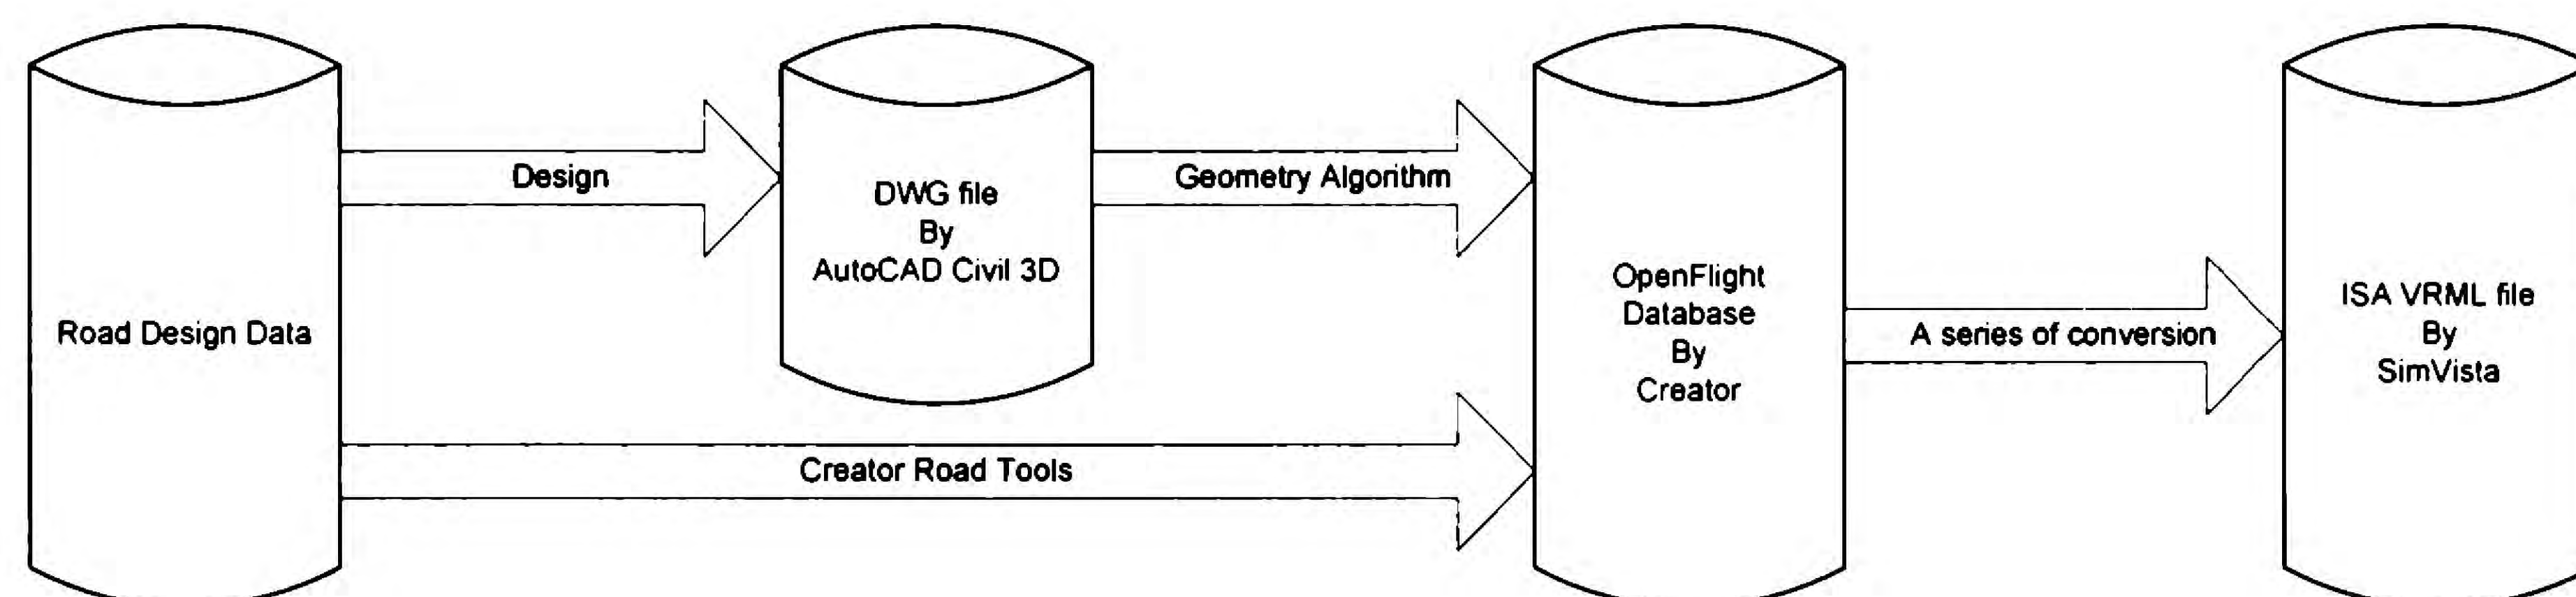 Road Design Data
Design
DWG file
By
AutoCAD Civil 3D
Geometry Algorithm
Creator Road Tools
OpenFlight
Database
By
Creator
A series of conversion
ISA VRML file
By
SimVista